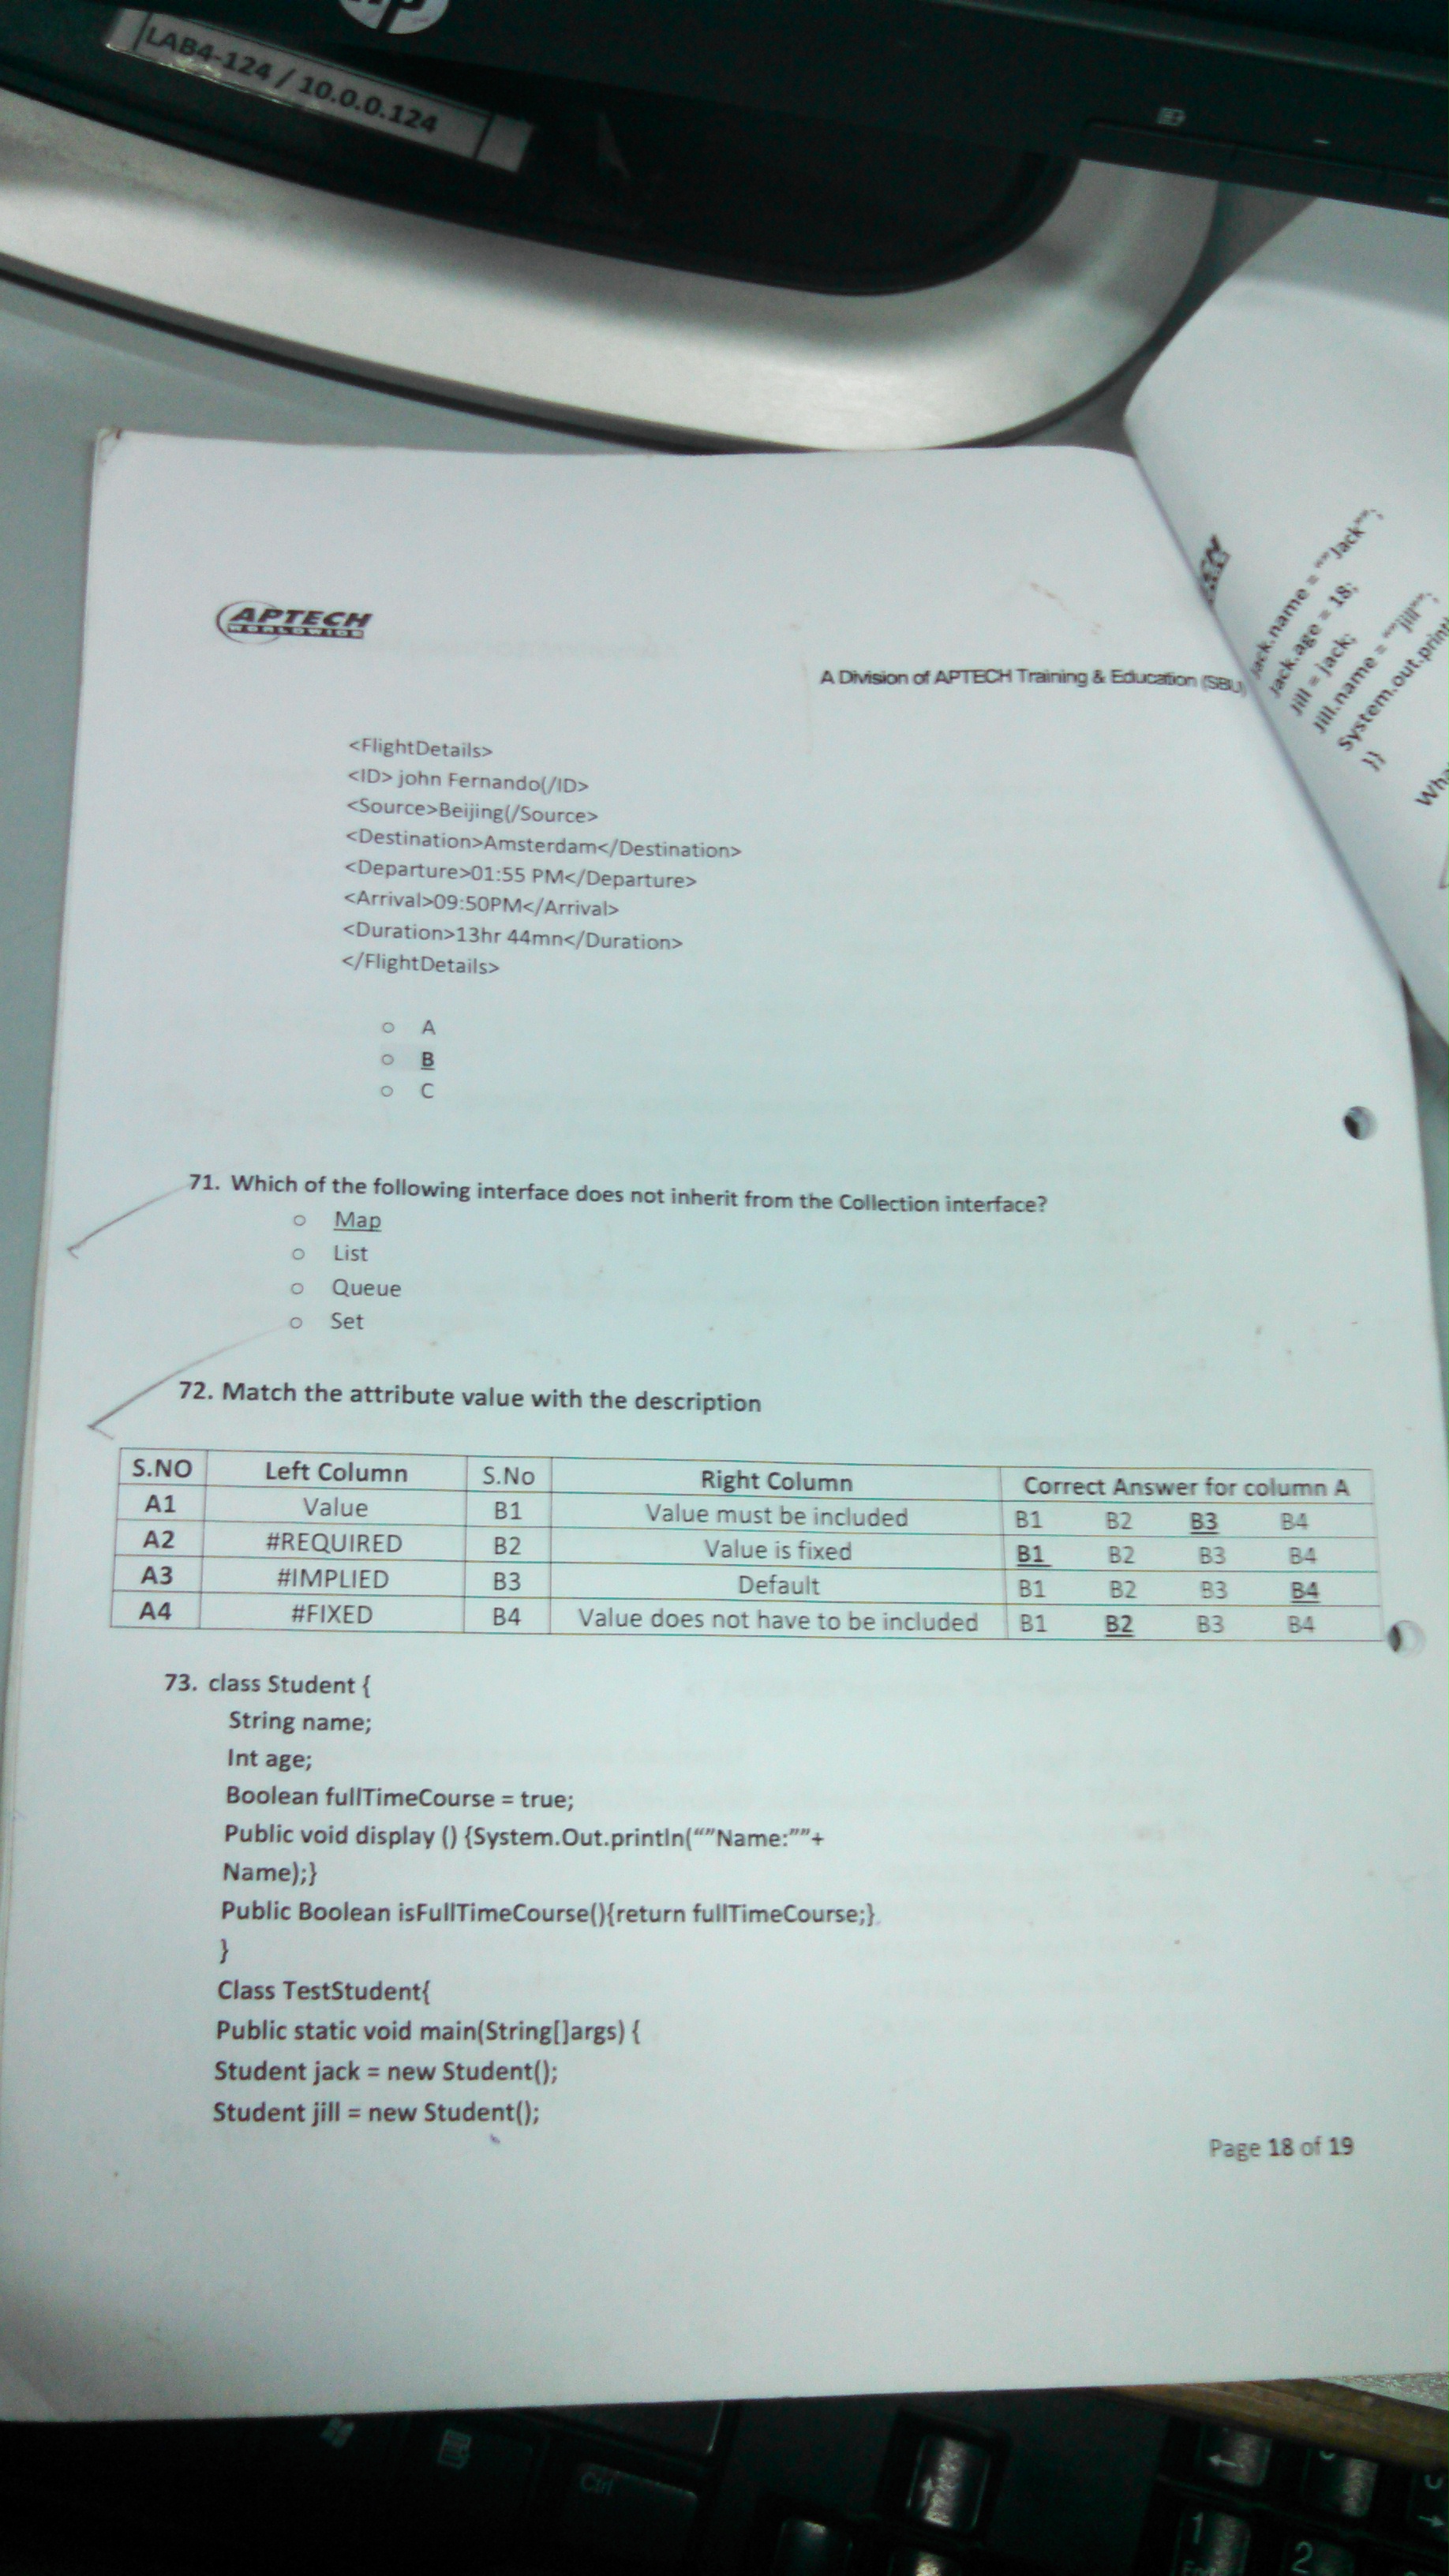 LAB4-124 / 10.0.0.124
APTECH
WORLDWIDE
A Division of APTECH Training & Education (SBU)
<FlightDetails>
<ID> john Fernando(/ID>
<Source>Beijing(/Source>
<Destination>Amsterdam</Destination>
<Departure>01:55 PM</Departure>
<Arrival>09:50PM</Arrival>
<Duration>13hr 44mn</Duration>
</FlightDetails>
○ A
○ B
○ C
71. Which of the following interface does not inherit from the Collection interface?
○ Map
○ List
○ Queue
○ Set
72. Match the attribute value with the description
S.NO Left Column S.No Right Column Correct Answer for column A
A1 Value B1 Value must be included B1 B2 B3 B4
A2 #REQUIRED B2 Value is fixed B1 B2 B3 B4
A3 #IMPLIED B3 Default B1 B2 B3 B4
A4 #FIXED B4 Value does not have to be included B1 B2 B3 B4
73. class Student {
String name;
Int age;
Boolean fullTimeCourse = true;
Public void display () {System.Out.println(“”Name:””+
Name);}
Public Boolean isFullTimeCourse(){return fullTimeCourse;}
}
Class TestStudent{
Public static void main(String[]args) {
Student jack = new Student();
Student jill = new Student();
Page 18 of 19
Jack.name = “”Jack””;
Jack.age = 18;
Jill = jack;
Jill.name = “”jill””;
System.out.print
}}
Ctrl
1
End
2